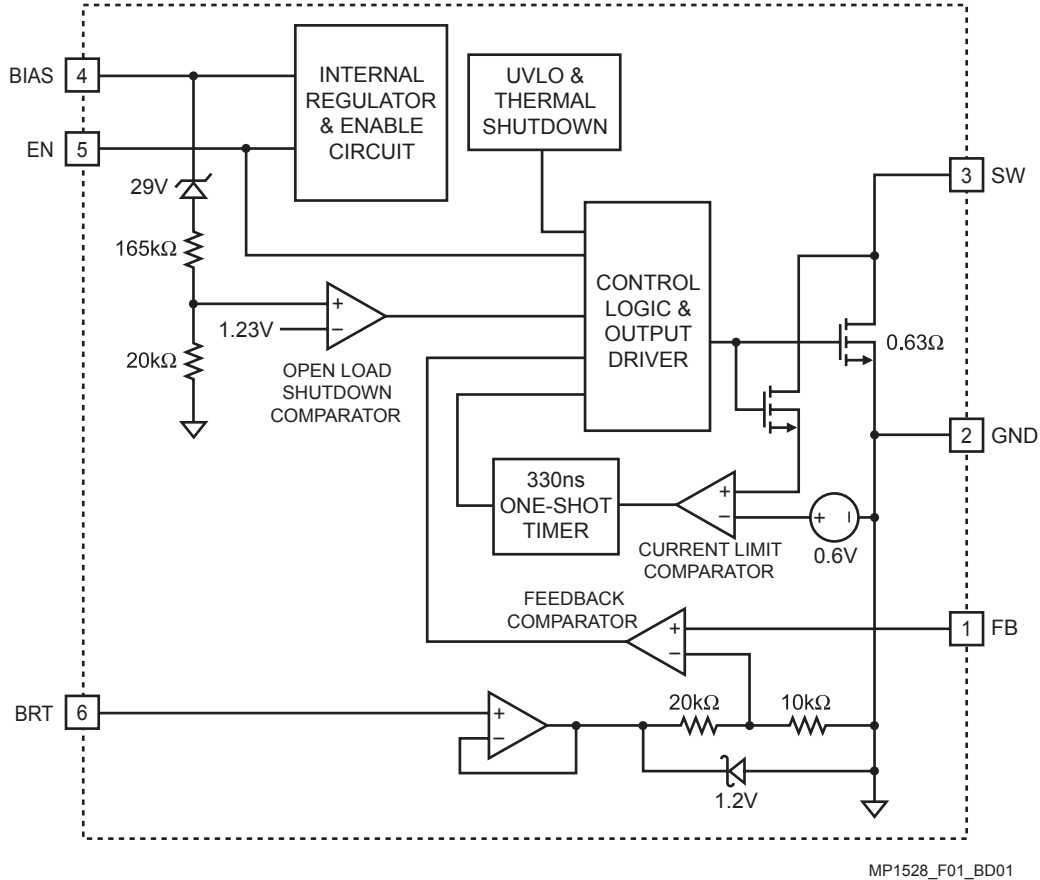 BIAS 4
INTERNAL
REGULATOR
& ENABLE
CIRCUIT
UVLO &
THERMAL
SHUTDOWN
EN 5
3 SW
29V
165kΩ
CONTROL
LOGIC &
OUTPUT
DRIVER
+
1.23V
−
20kΩ
OPEN LOAD
SHUTDOWN
COMPARATOR
0.63Ω
2 GND
330ns
ONE-SHOT
TIMER
+
−
+ −
CURRENT LIMIT
COMPARATOR
0.6V
FEEDBACK
COMPARATOR
+
−
1 FB
BRT 6
+
−
20kΩ
10kΩ
1.2V
MP1528_F01_BD01